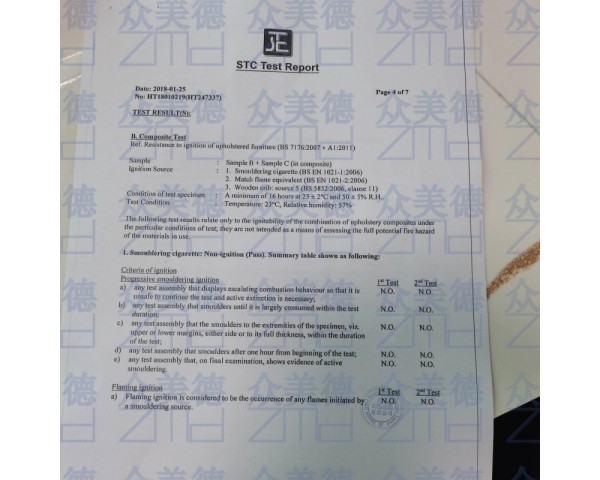 STC Test Report
Date: 2018-01-25
No: HT18010219(HT247337)
Page 4 of 7
TEST RESULT(S):
B. Composite Test
Ref. Resistance to ignition of upholstered furniture (BS 7176:2007 + A1:2011)
Sample : Sample B + Sample C (in composite)
Ignition Source : 1. Smouldering cigarette (BS EN 1021-1:2006)
2. Match flame equivalent (BS EN 1021-2:2006)
3. Wooden crib: source 5 (BS 5852:2006, clause 11)
Condition of test specimen : A minimum of 16 hours at 23 ± 2°C and 50 ± 5% R.H.
Test Condition Temperature: 23°C, Relative humidity: 57%
The following test results relate only to the ignitability of the combination of upholstery composites under
the particular conditions of test; they are not intended as a means of assessing the full potential fire hazard
of the materials in use.
1. Smouldering cigarette: Non-ignition (Pass). Summary table shown as following:
Criteria of ignition
Progressive smouldering ignition 1st Test 2nd Test
a) any test assembly that displays escalating combustion behaviour so that it is N.O. N.O.
unsafe to continue the test and active extinction is necessary;
b) any test assembly that smoulders until it is largely consumed within the test N.O. N.O.
duration;
c) any test assembly that the smoulders to the extremities of the specimen, viz. N.O. N.O.
upper or lower margins, either side or to its full thickness, within the duration
of the test;
d) any test assembly that smoulders after one hour from beginning of the test; N.O. N.O.
e) any test assembly that, on final examination, shows evidence of active N.O. N.O.
smouldering.
Flaming ignition 1st Test 2nd Test
a) Flaming ignition is considered to be the occurrence of any flames initiated by N.O. N.O.
a smouldering source.
众美德